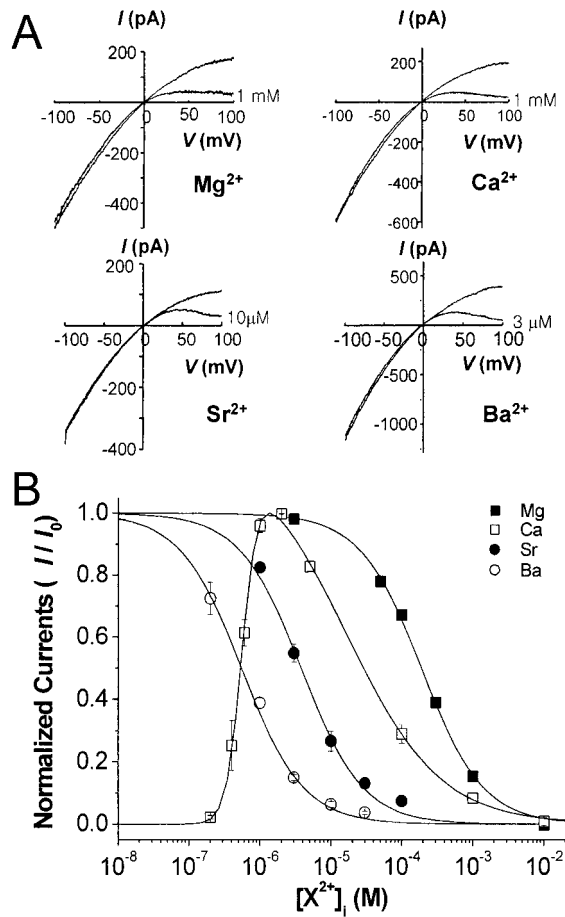 A
I (pA)
200
-100
-50
0
50
100
1 mM
V (mV)
-200
-400
Mg²⁺
I (pA)
200
-100
-50
0
50
100
1 mM
V (mV)
-200
-400
-600
Ca²⁺
I (pA)
200
-100
-50
0
50
100
10μM
V (mV)
-200
-400
Sr²⁺
I (pA)
500
-100
-50
0
50
100
3 μM
V (mV)
-500
-1000
Ba²⁺
B
Normalized Currents ( I / I₀)
1.0
0.8
0.6
0.4
0.2
0.0
Mg
Ca
Sr
Ba
10⁻⁸ 10⁻⁷ 10⁻⁶ 10⁻⁵ 10⁻⁴ 10⁻³ 10⁻²
[X²⁺]ᵢ (M)